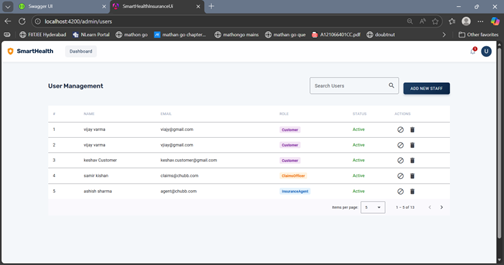 Swagger UI
SmartHealthInsuranceUi
localhost:4200/admin/users
FIITJEE Hyderabad
NLearn Portal
mathon go
mathan go chapter...
mathongo mains
mathan go que
A121066401CC.pdf
doubtnut
Other favorites
SmartHealth
Dashboard
U
User Management
Search Users
ADD NEW STAFF
# NAME EMAIL ROLE STATUS ACTIONS
1 vijay varma vrajy@gmail.com Customer Active
2 vijay varma vijay@gmail.com Customer Active
3 keshav Customer keshav.customer@gmail.com Customer Active
4 samir kishan claims@chubb.com ClaimsOfficer Active
5 ashish sharma agent@chubb.com InsuranceAgent Active
Items per page: 5 1 – 5 of 13